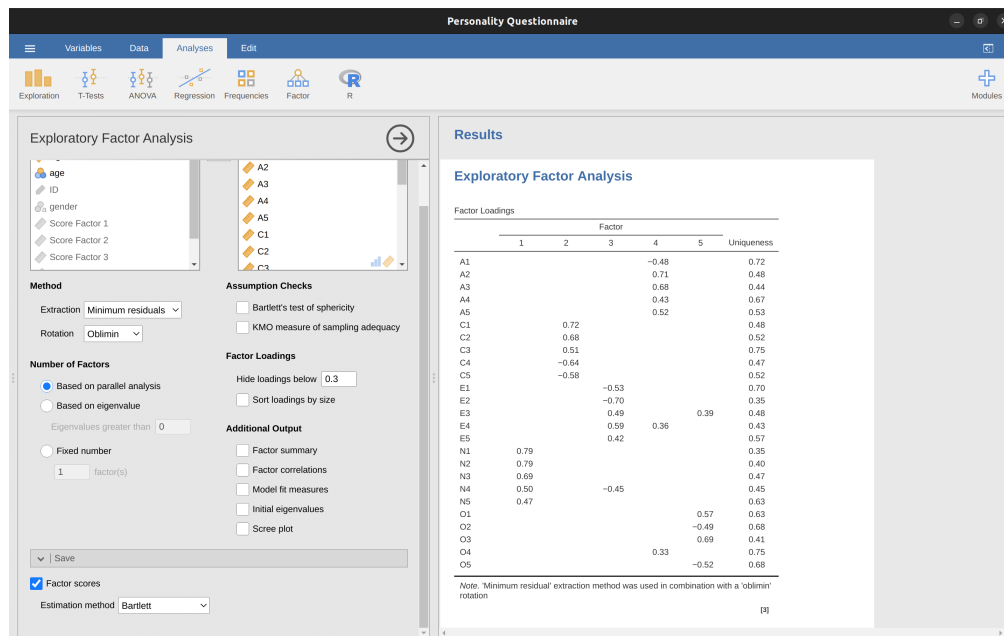 Personality Questionnaire
Variables Data Analyses Edit
Exploration T-Tests ANOVA Regression Frequencies Factor R Modules
Exploratory Factor Analysis
age
ID
gender
Score Factor 1
Score Factor 2
Score Factor 3
A2
A3
A4
A5
C1
C2
C3
Method
Extraction Minimum residuals
Rotation Oblimin
Number of Factors
Based on parallel analysis
Based on eigenvalue
Eigenvalues greater than 0
Fixed number
1 factor(s)
Assumption Checks
Bartlett's test of sphericity
KMO measure of sampling adequacy
Factor Loadings
Hide loadings below 0.3
Sort loadings by size
Additional Output
Factor summary
Factor correlations
Model fit measures
Initial eigenvalues
Scree plot
Save
Factor scores
Estimation method Bartlett
Results
Exploratory Factor Analysis
Factor Loadings
Factor
1 2 3 4 5 Uniqueness
A1 −0.48 0.72
A2 0.71 0.48
A3 0.68 0.44
A4 0.43 0.67
A5 0.52 0.53
C1 0.72 0.48
C2 0.68 0.52
C3 0.51 0.75
C4 −0.64 0.47
C5 −0.58 0.52
E1 −0.53 0.70
E2 −0.70 0.35
E3 0.49 0.39 0.48
E4 0.59 0.36 0.43
E5 0.42 0.57
N1 0.79 0.35
N2 0.79 0.40
N3 0.69 0.47
N4 0.50 −0.45 0.45
N5 0.47 0.63
O1 0.57 0.63
O2 −0.49 0.68
O3 0.69 0.41
O4 0.33 0.75
O5 −0.52 0.68
Note. 'Minimum residual' extraction method was used in combination with a 'oblimin'
rotation
[3]